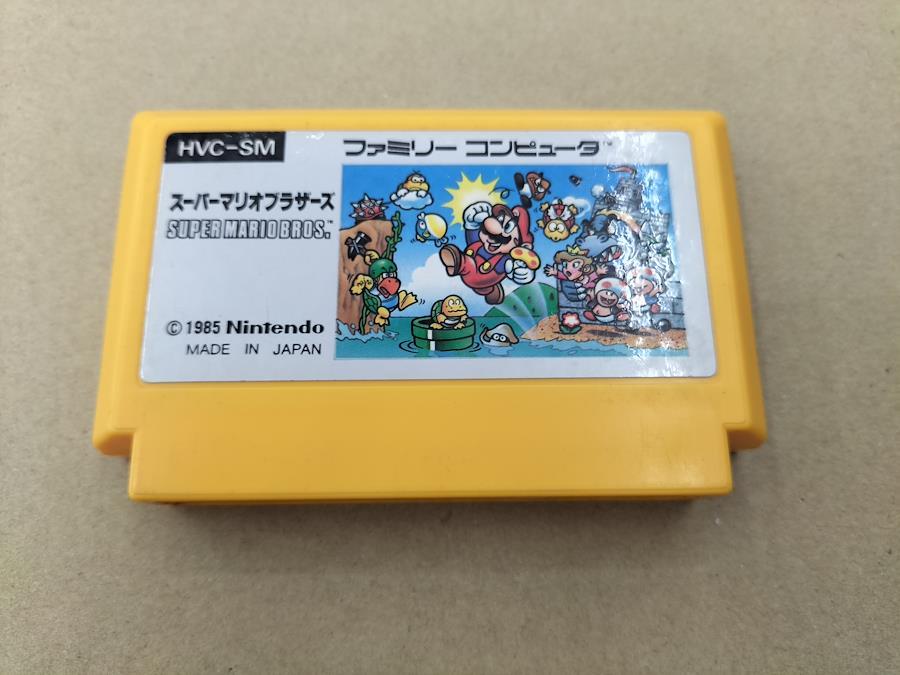 HVC-SM
ファミリー コンピュータ™
スーパーマリオブラザーズ
SUPER MARIO BROS.™
© 1985 Nintendo
MADE IN JAPAN